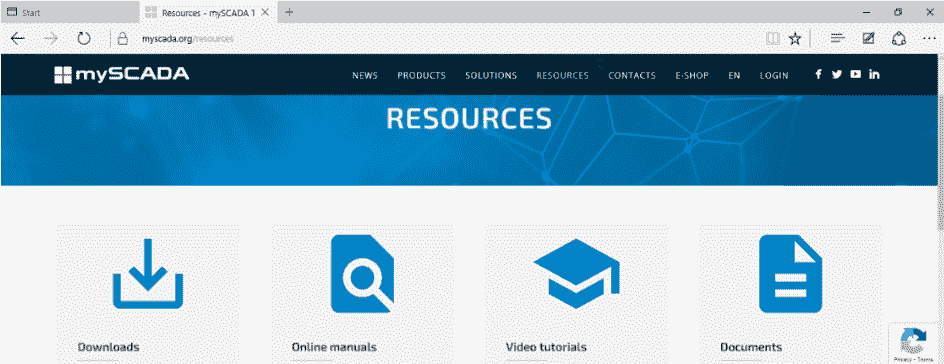 Start
Resources - mySCADA T
myscada.org/resources
mySCADA
NEWS PRODUCTS SOLUTIONS RESOURCES CONTACTS E-SHOP EN LOGIN
RESOURCES
Downloads Online manuals Video tutorials Documents
Privacy - Terms